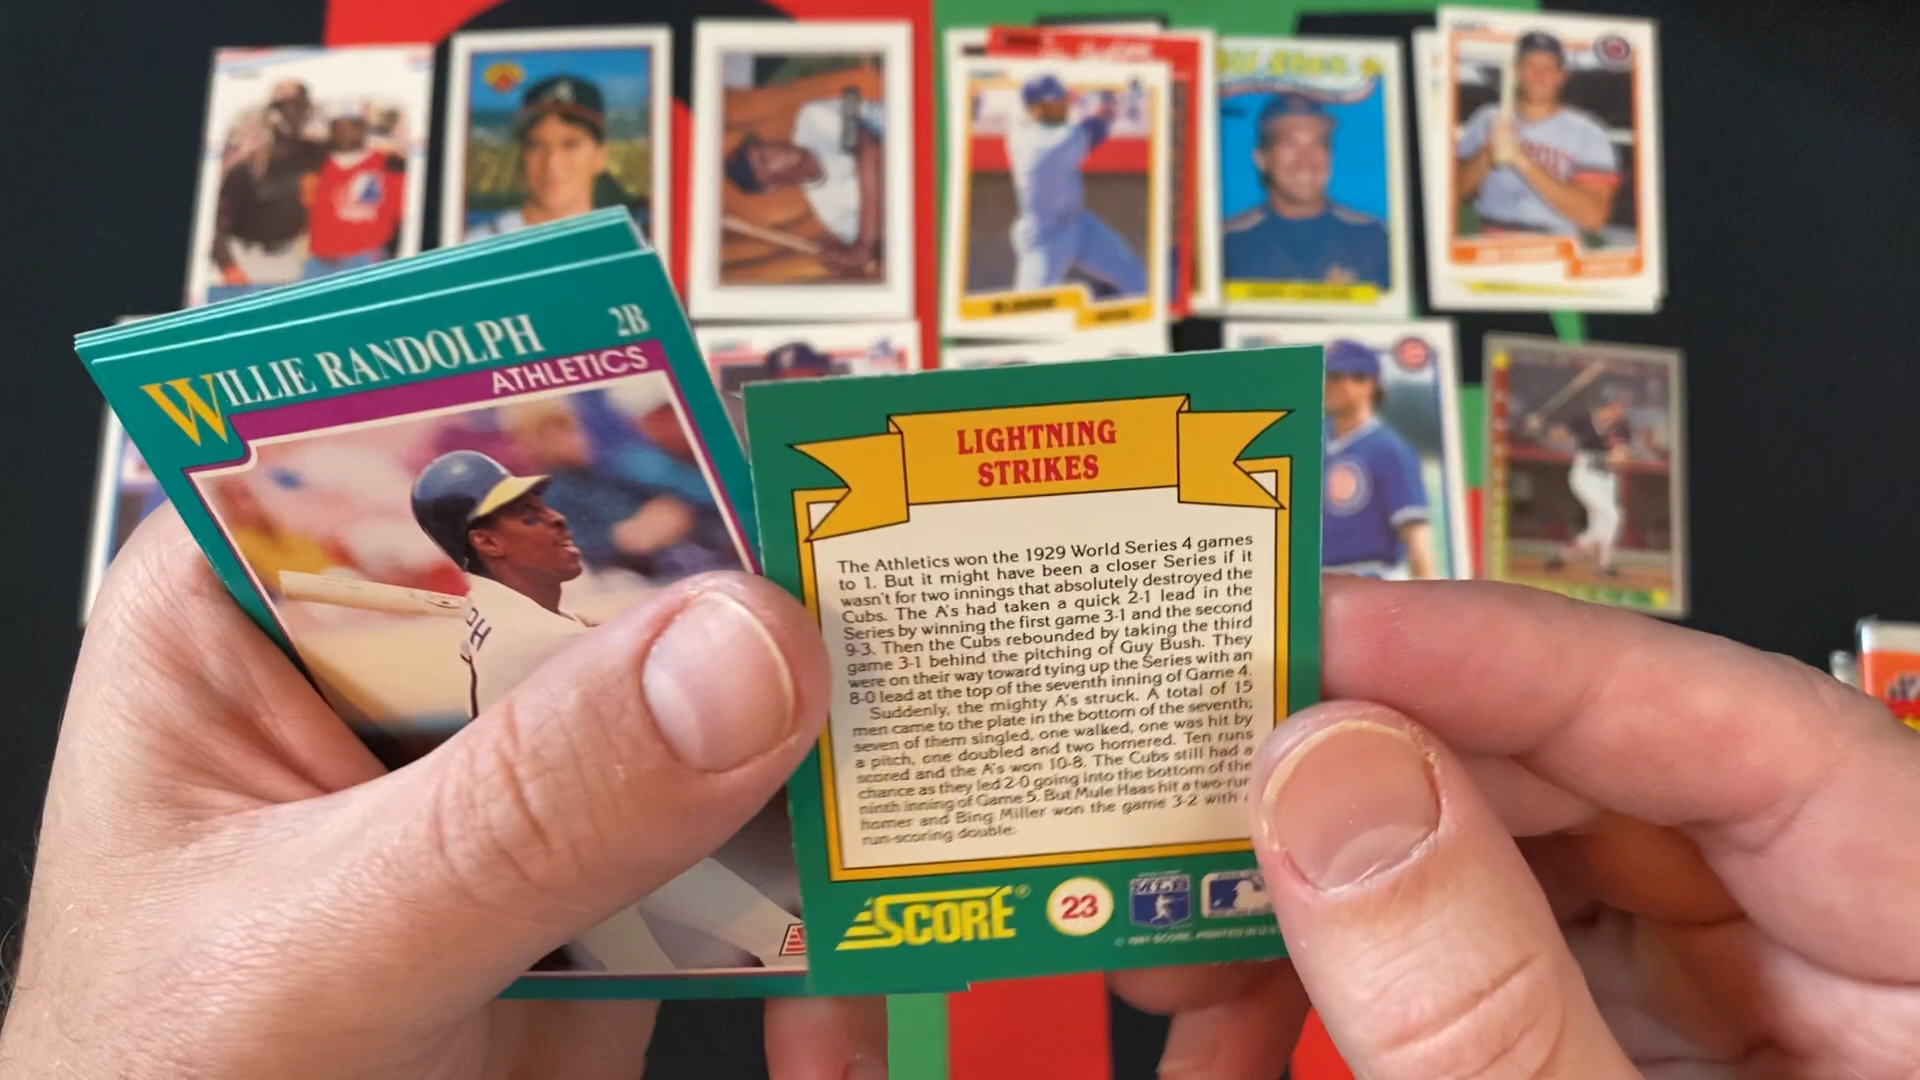 WILLIE RANDOLPH 2B
ATHLETICS
LIGHTNING
STRIKES
The Athletics won the 1929 World Series 4 games
to 1. But it might have been a closer Series if it
wasn't for two innings that absolutely destroyed the
Cubs. The A's had taken a quick 2-1 lead in the
Series by winning the first game 3-1 and the second
9-3. Then the Cubs rebounded by taking the third
game 3-1 behind the pitching of Guy Bush. They
were on their way toward tying up the Series with an
8-0 lead at the top of the seventh inning of Game 4.
Suddenly, the mighty A's struck. A total of 15
men came to the plate in the bottom of the seventh;
seven of them singled, one walked, one was hit by
a pitch, one doubled and two homered. Ten runs
scored and the A's won 10-8. The Cubs still had a
chance as they led 2-0 going into the bottom of the
ninth inning of Game 5. But Mule Haas hit a two-run
homer and Bing Miller won the game 3-2 with
run-scoring double.
SCORE® 23 MLB
© 1991 SCORE, PRINTED IN U.S.